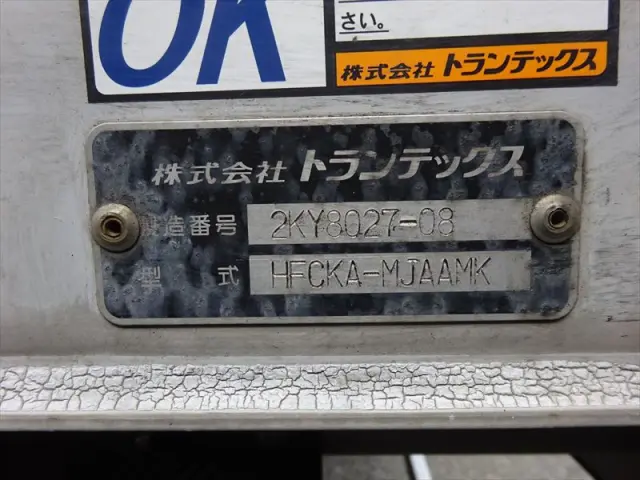 OK
さい。
株式会社 トランテックス
株式会社 トランテックス
製造番号 2KY8027-08
型式 HFCKA-MJAAMK